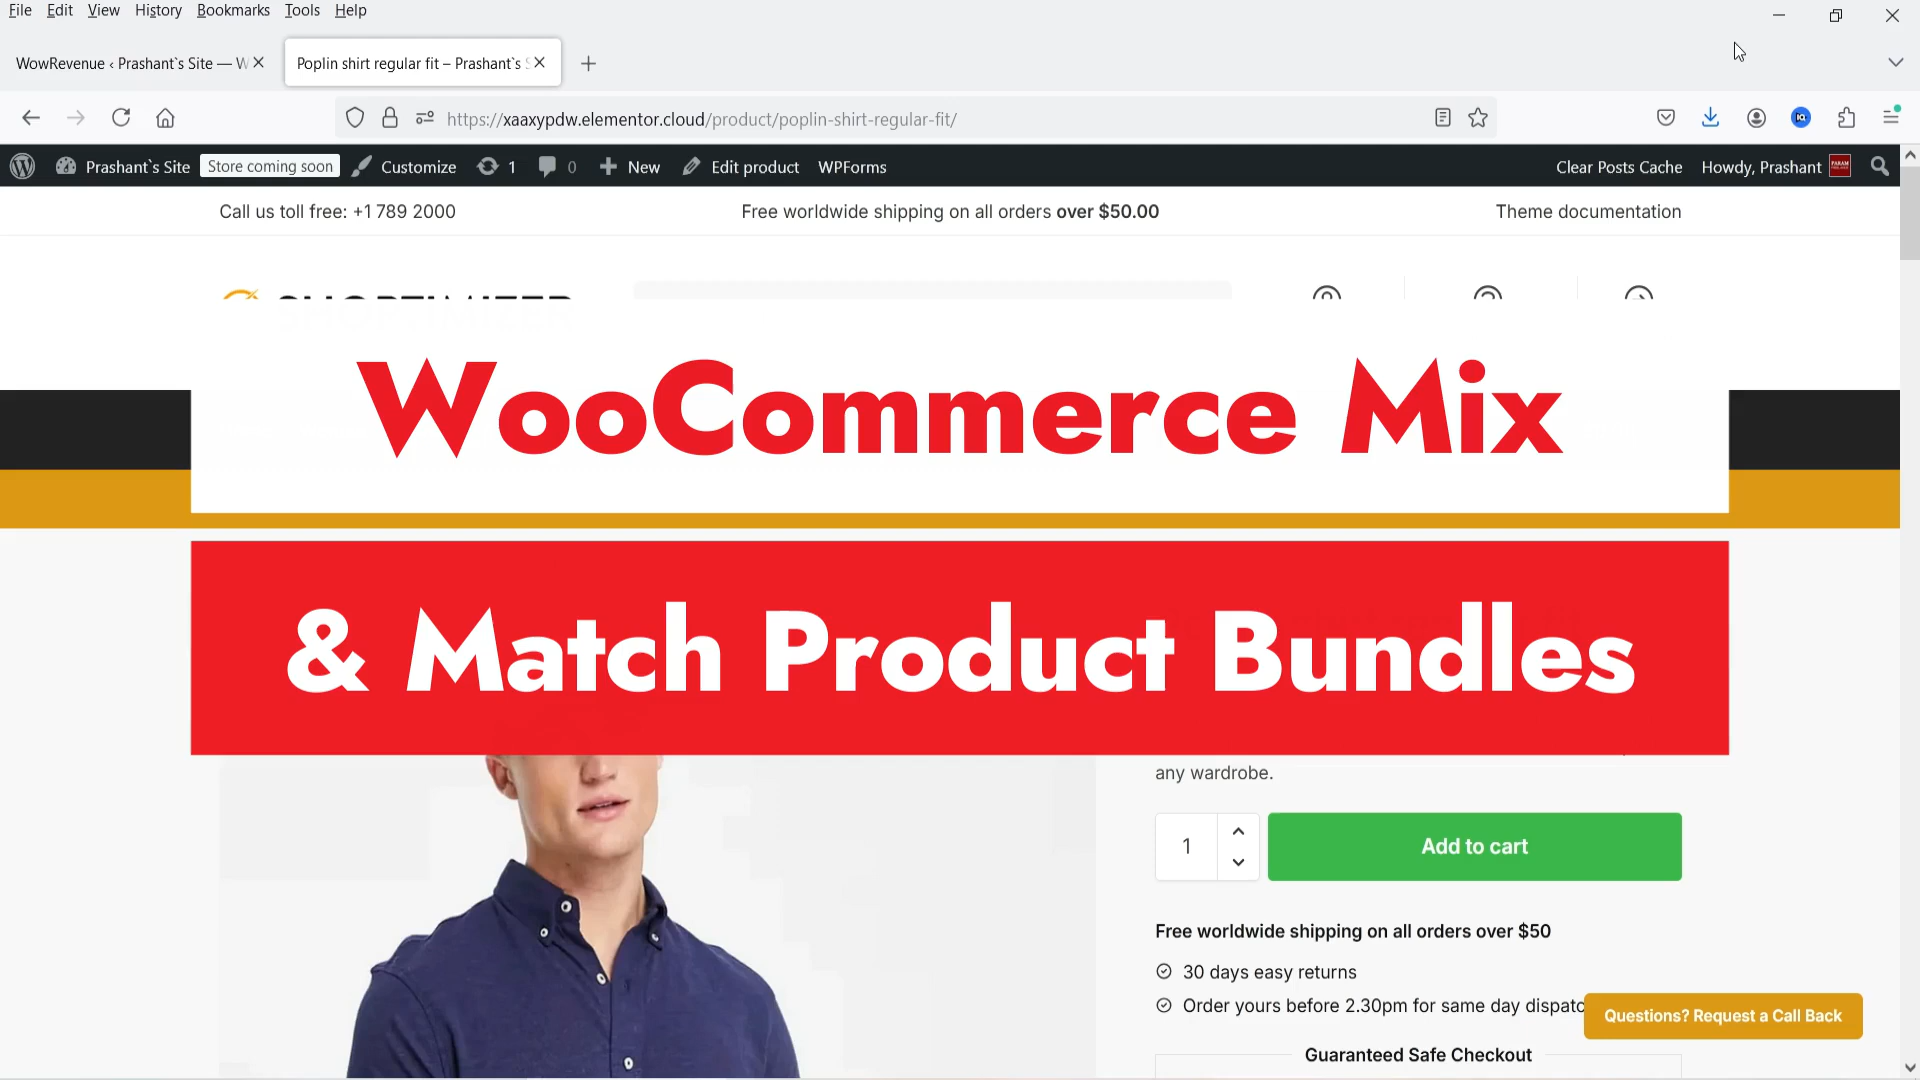 File Edit View History Bookmarks Tools Help
WowRevenue ‹ Prashant`s Site — W
Poplin shirt regular fit – Prashant`s
https://xaaxypdw.elementor.cloud/product/poplin-shirt-regular-fit/
Prashant`s Site Store coming soon Customize 1 0 New Edit product WPForms Clear Posts Cache Howdy, Prashant
Call us toll free: +1 789 2000 Free worldwide shipping on all orders over $50.00 Theme documentation
SHOPTIMIZER
WooCommerce Mix
& Match Product Bundles
any wardrobe.
1
Add to cart
Free worldwide shipping on all orders over $50
30 days easy returns
Order yours before 2.30pm for same day dispatc
Questions? Request a Call Back
Guaranteed Safe Checkout